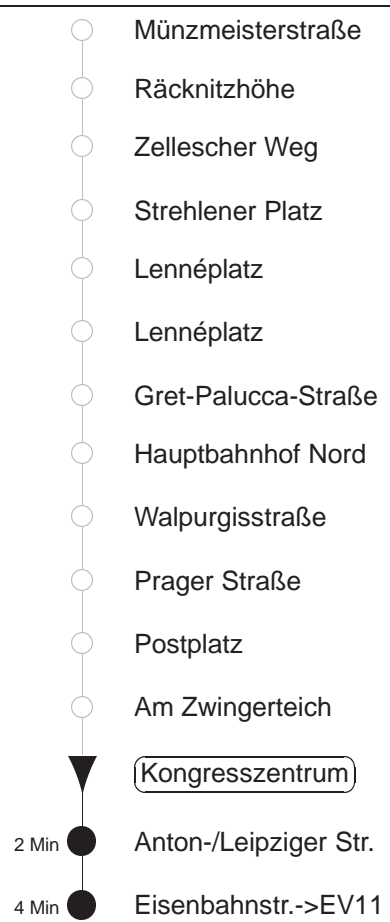 Münzmeisterstraße
Räcknitzhöhe
Zellescher Weg
Strehlener Platz
Lennéplatz
Lennéplatz
Gret-Palucca-Straße
Hauptbahnhof Nord
Walpurgisstraße
Prager Straße
Postplatz
Am Zwingerteich
Kongresszentrum
2 Min Anton-/Leipziger Str.
4 Min Eisenbahnstr.->EV11